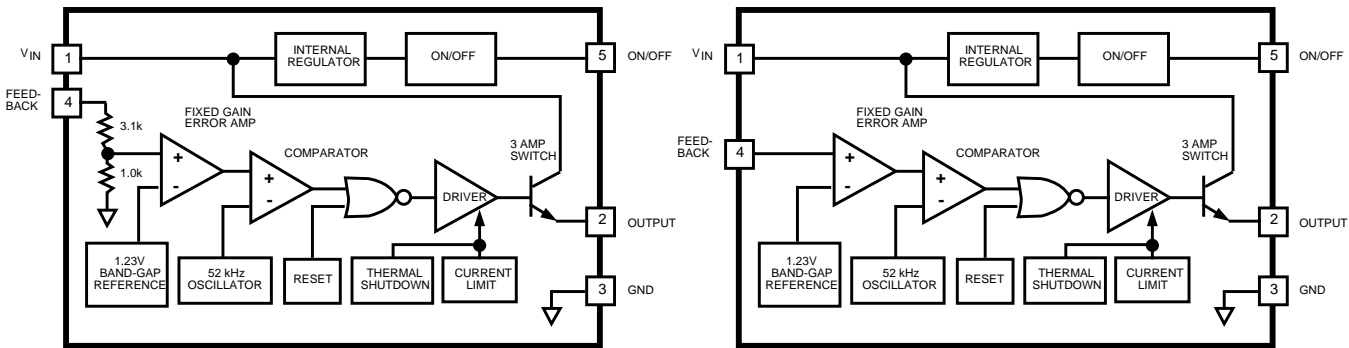 VIN
1
INTERNAL
REGULATOR
ON/OFF
5
ON/OFF
FEED-
BACK
4
3.1k
1.0k
FIXED GAIN
ERROR AMP
+
-
COMPARATOR
+
-
DRIVER
3 AMP
SWITCH
2
OUTPUT
1.23V
BAND-GAP
REFERENCE
52 kHz
OSCILLATOR
RESET
THERMAL
SHUTDOWN
CURRENT
LIMIT
3
GND
VIN
1
INTERNAL
REGULATOR
ON/OFF
5
ON/OFF
FEED-
BACK
4
FIXED GAIN
ERROR AMP
+
-
COMPARATOR
+
-
DRIVER
3 AMP
SWITCH
2
OUTPUT
1.23V
BAND-GAP
REFERENCE
52 kHz
OSCILLATOR
RESET
THERMAL
SHUTDOWN
CURRENT
LIMIT
3
GND